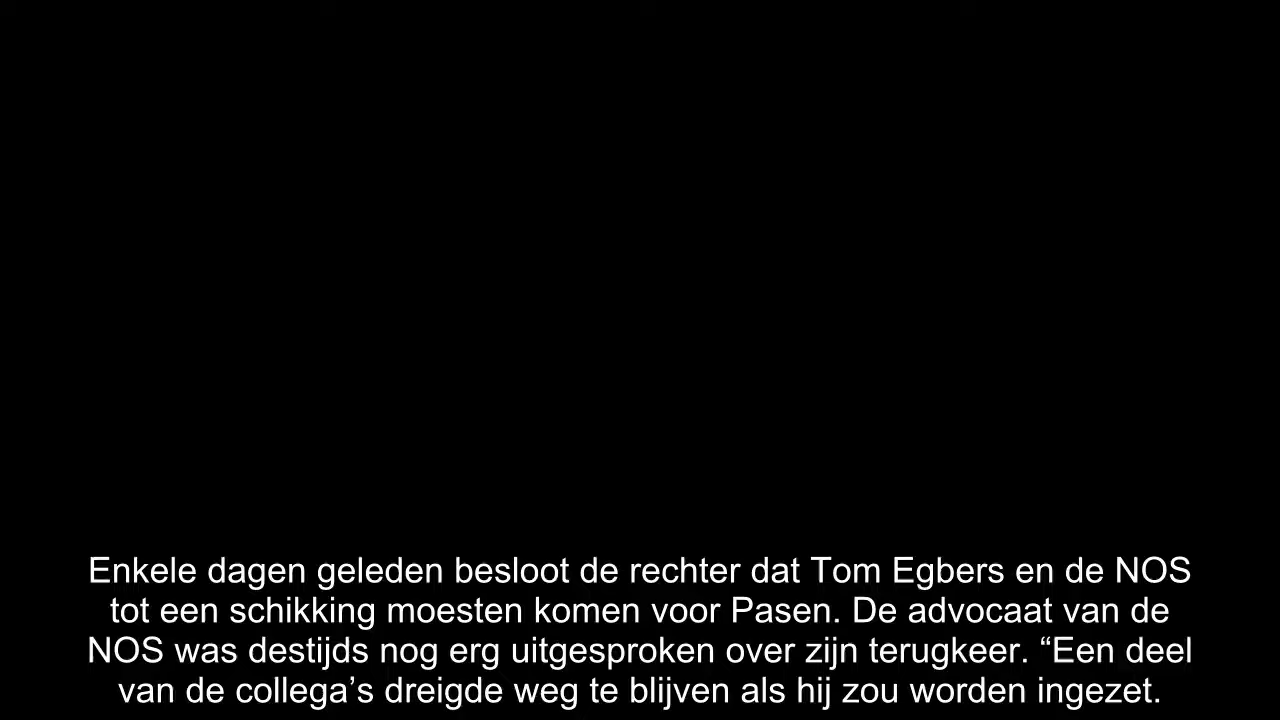 Enkele dagen geleden besloot de rechter dat Tom Egbers en de NOS
tot een schikking moesten komen voor Pasen. De advocaat van de
NOS was destijds nog erg uitgesproken over zijn terugkeer. “Een deel
van de collega’s dreigde weg te blijven als hij zou worden ingezet.